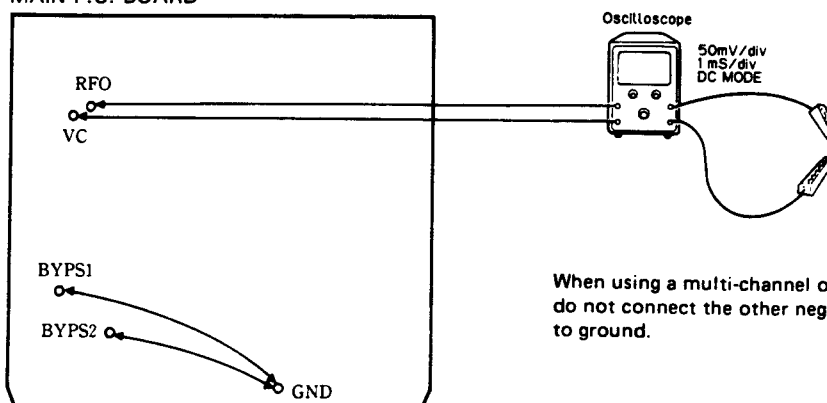 MAIN P.C. BOARD
Oscilloscope
50mV/div
1mS/div
DC MODE
RFO
VC
BYPS1
BYPS2
GND
When using a multi-channel o
do not connect the other neg
to ground.